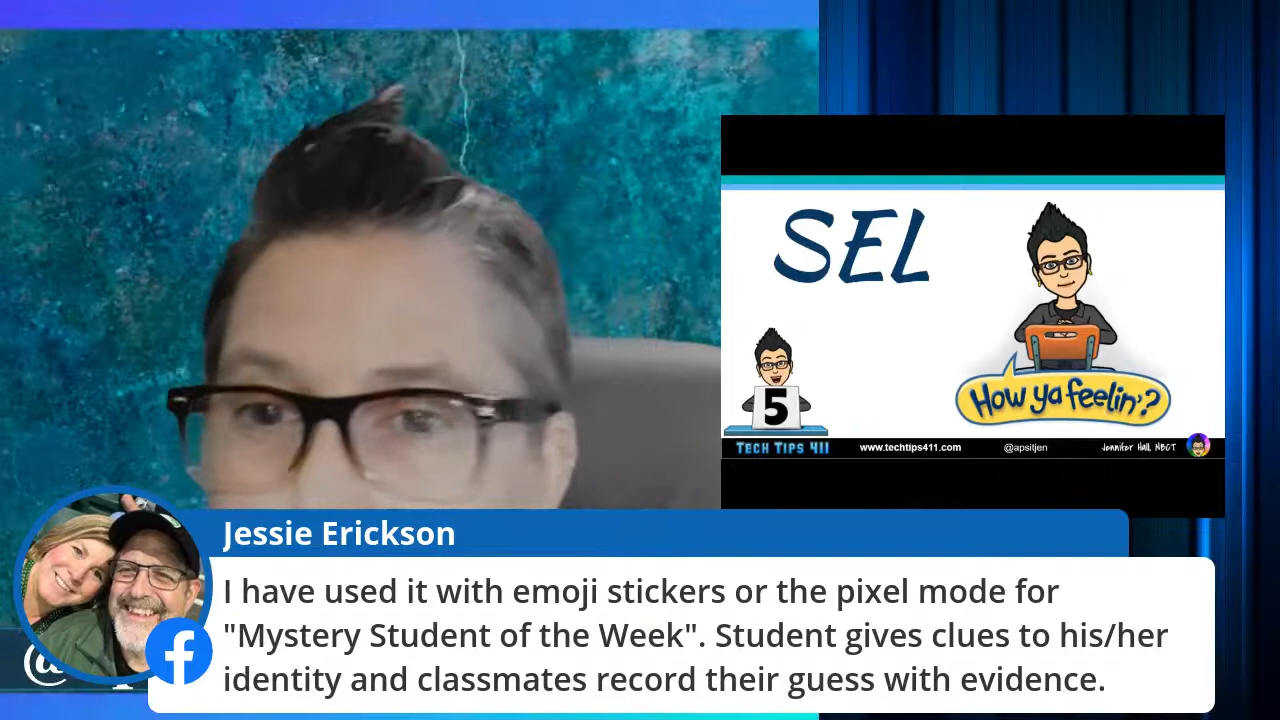 SEL
5
How ya feelin'?
TECH TIPS 411
www.techtips411.com
@apsitjen
Jennifer Hall, NBCT
Jessie Erickson
I have used it with emoji stickers or the pixel mode for
"Mystery Student of the Week". Student gives clues to his/her
identity and classmates record their guess with evidence.